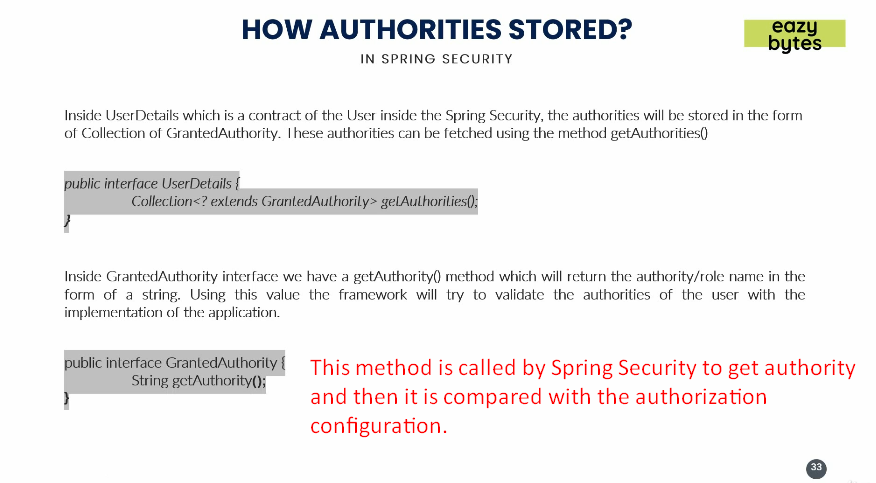 HOW AUTHORITIES STORED?
eazy
bytes
IN SPRING SECURITY
Inside UserDetails which is a contract of the User inside the Spring Security, the authorities will be stored in the form
of Collection of GrantedAuthority. These authorities can be fetched using the method getAuthorities()
public interface UserDetails {
Collection<? extends GrantedAuthority> getAuthorities();
}
Inside GrantedAuthority interface we have a getAuthority() method which will return the authority/role name in the
form of a string. Using this value the framework will try to validate the authorities of the user with the
implementation of the application.
public interface GrantedAuthority {
String getAuthority();
}
This method is called by Spring Security to get authority
and then it is compared with the authorization
configuration.
33